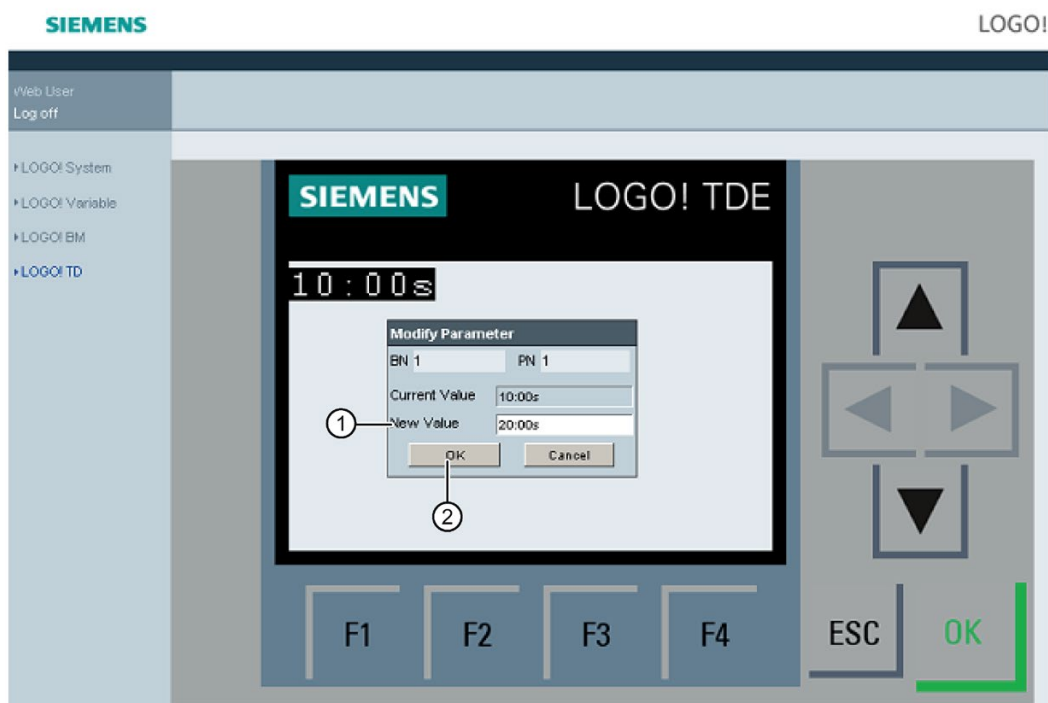 SIEMENS
LOGO!
Web User
Log off
LOGO! System
LOGO! Variable
LOGO! BM
LOGO! TD
SIEMENS
LOGO! TDE
10:00s
Modify Parameter
BN 1 PN 1
Current Value 10:00s
1 New Value 20:00s
OK Cancel
2
F1 F2 F3 F4 ESC OK